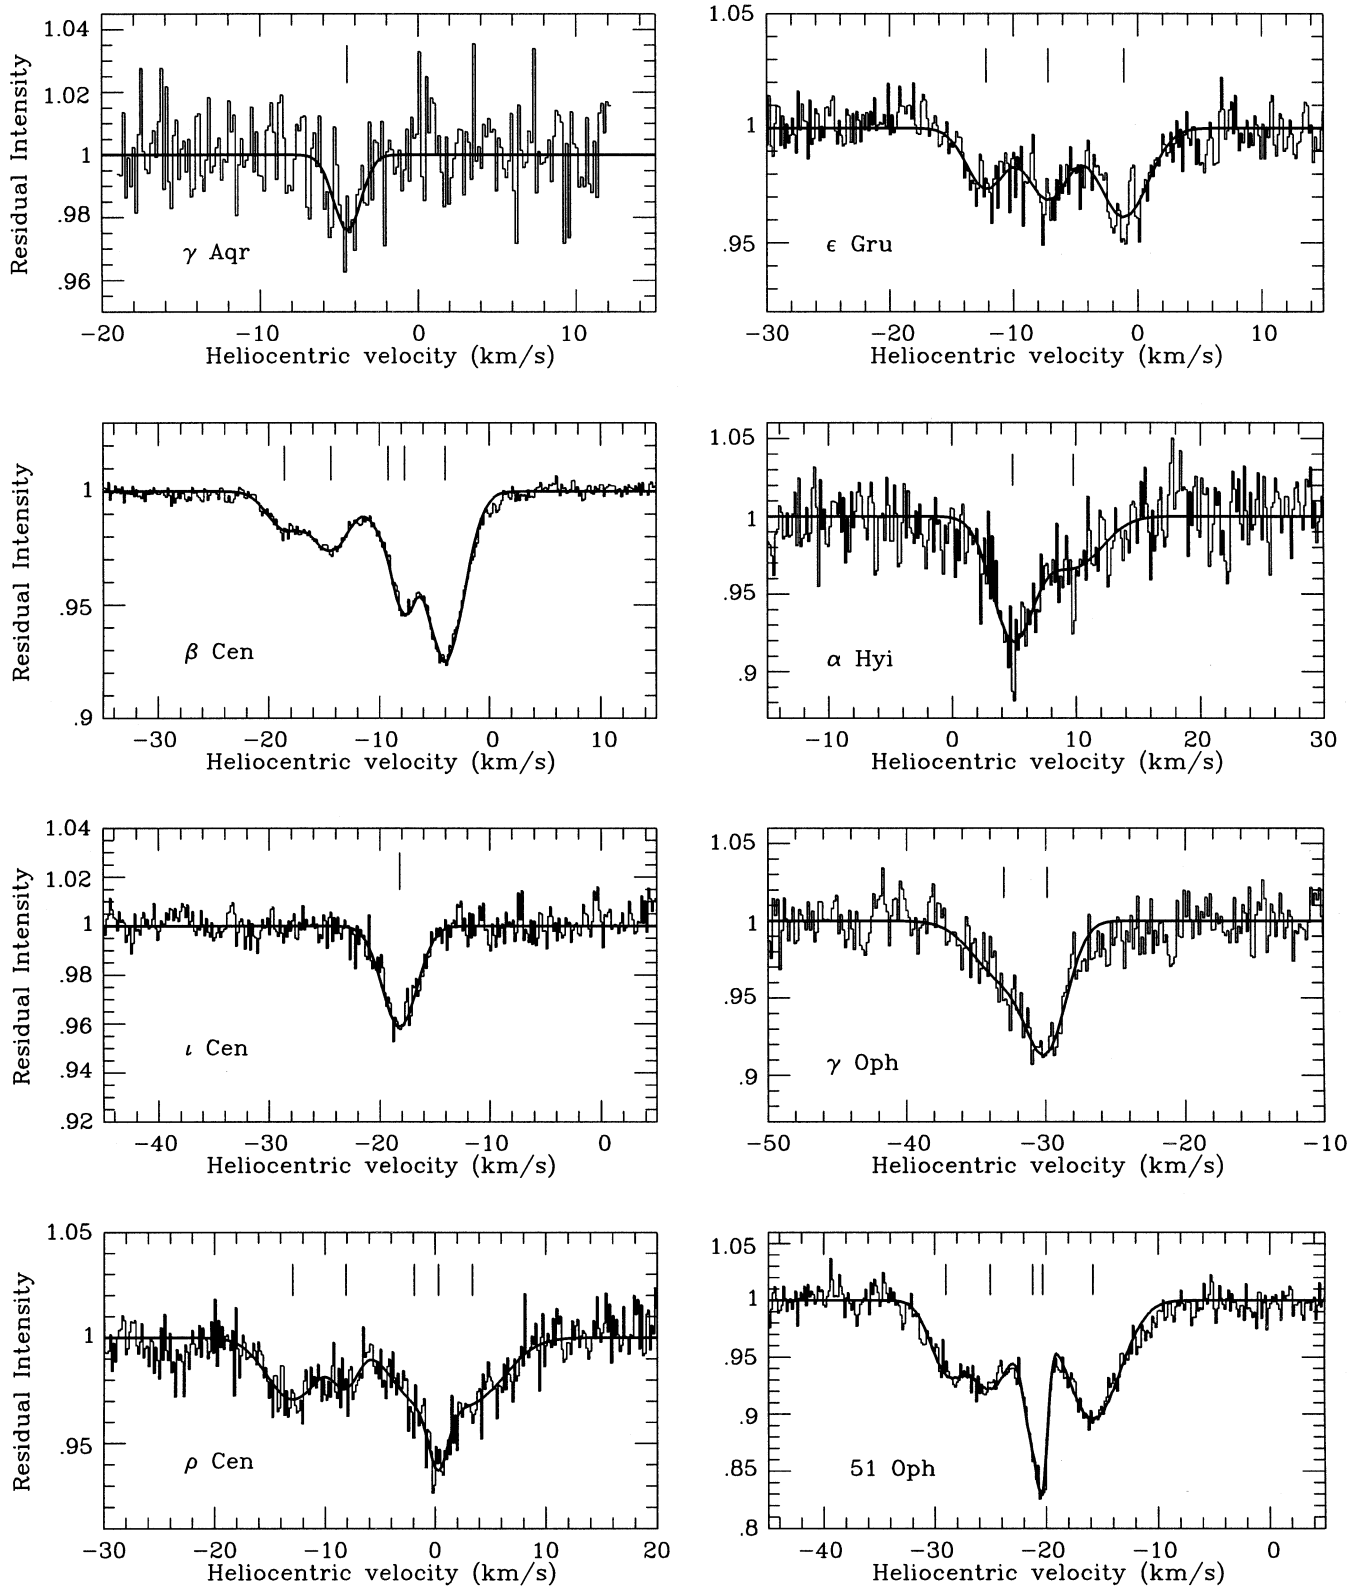 1.04
1.02
1
.98
.96
Residual Intensity
γ Aqr
−20 −10 0 10
Heliocentric velocity (km/s)
1.05
1
.95
ϵ Gru
−30 −20 −10 0 10
Heliocentric velocity (km/s)
1
.95
.9
Residual Intensity
β Cen
−30 −20 −10 0 10
Heliocentric velocity (km/s)
1.05
1
.95
.9
α Hyi
−10 0 10 20 30
Heliocentric velocity (km/s)
1.04
1.02
1
.98
.96
.94
.92
Residual Intensity
ι Cen
−40 −30 −20 −10 0
Heliocentric velocity (km/s)
1.05
1
.95
.9
γ Oph
−50 −40 −30 −20 −10
Heliocentric velocity (km/s)
1.05
1
.95
Residual Intensity
ρ Cen
−30 −20 −10 0 10 20
Heliocentric velocity (km/s)
1.05
1
.95
.9
.85
.8
51 Oph
−40 −30 −20 −10 0
Heliocentric velocity (km/s)